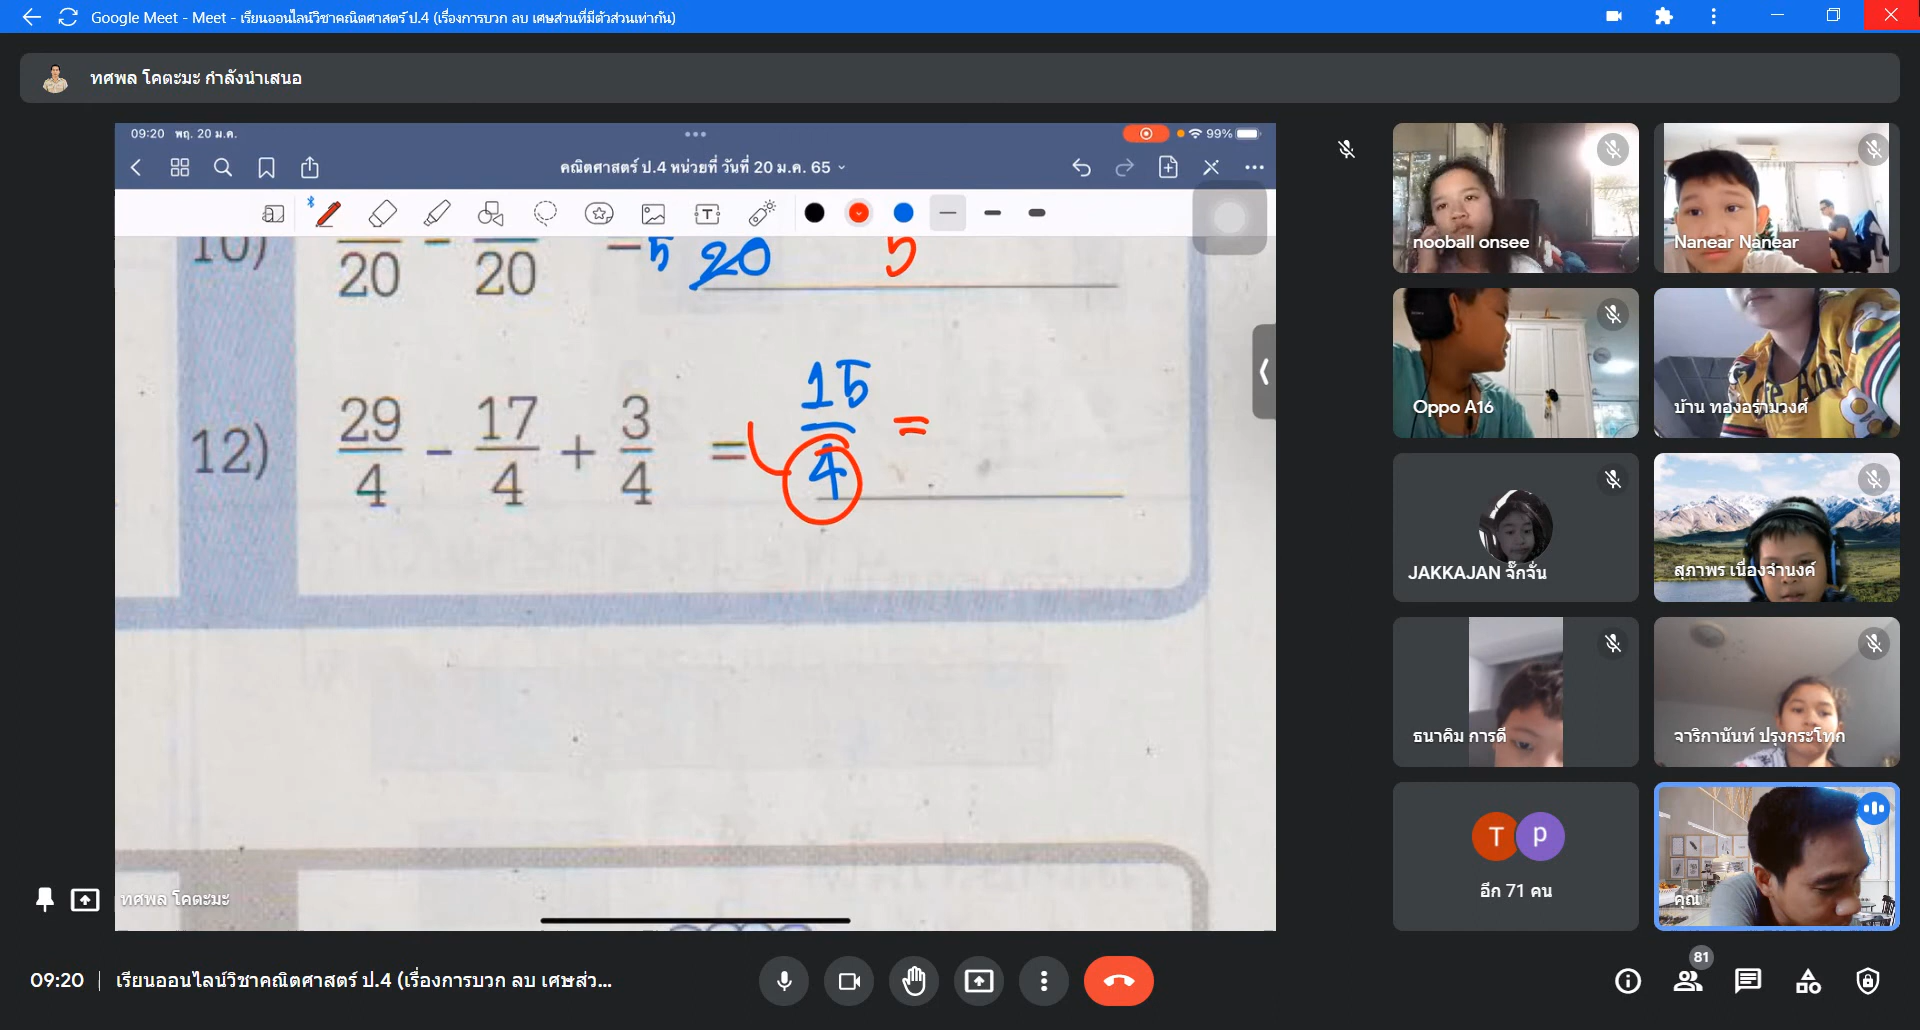 Google Meet - Meet - เรียนออนไลน์วิชาคณิตศาสตร์ ป.4 (เรื่องการบวก ลบ เศษส่วนที่มีตัวส่วนเท่ากัน)
ทศพล โคตะมะ กำลังนำเสนอ
09:20 พฤ. 20 ม.ค.
99%
คณิตศาสตร์ ป.4 หน่วยที่ วันที่ 20 ม.ค. 65
10) /20 - /20 = 5 20 5
12) 29/4 - 17/4 + 3/4 = 15/4 =
ทศพล โคตะมะ
nooball onsee
Nanear Nanear
Oppo A16
บ้าน ทองอร่ามวงศ์
JAKKAJAN จั๊กจั่น
สุภาพร เนื่องจำนงค์
ธนาคิม การดี
จาริกานันท์ ปรุงกระโทก
T P
อีก 71 คน
คุณ
09:20 | เรียนออนไลน์วิชาคณิตศาสตร์ ป.4 (เรื่องการบวก ลบ เศษส่ว...
81